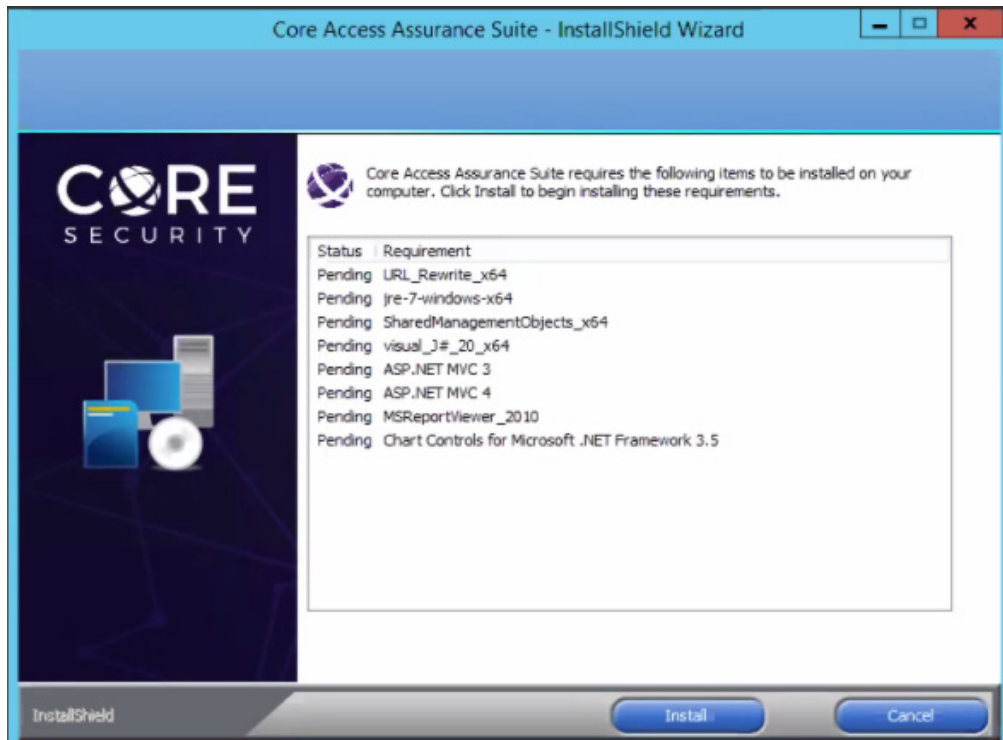 Core Access Assurance Suite - InstallShield Wizard
CORE
SECURITY
Core Access Assurance Suite requires the following items to be installed on your
computer. Click Install to begin installing these requirements.
Status Requirement
Pending URL_Rewrite_x64
Pending jre-7-windows-x64
Pending SharedManagementObjects_x64
Pending visual_J#_20_x64
Pending ASP.NET MVC 3
Pending ASP.NET MVC 4
Pending MSReportViewer_2010
Pending Chart Controls for Microsoft .NET Framework 3.5
InstallShield
Install
Cancel